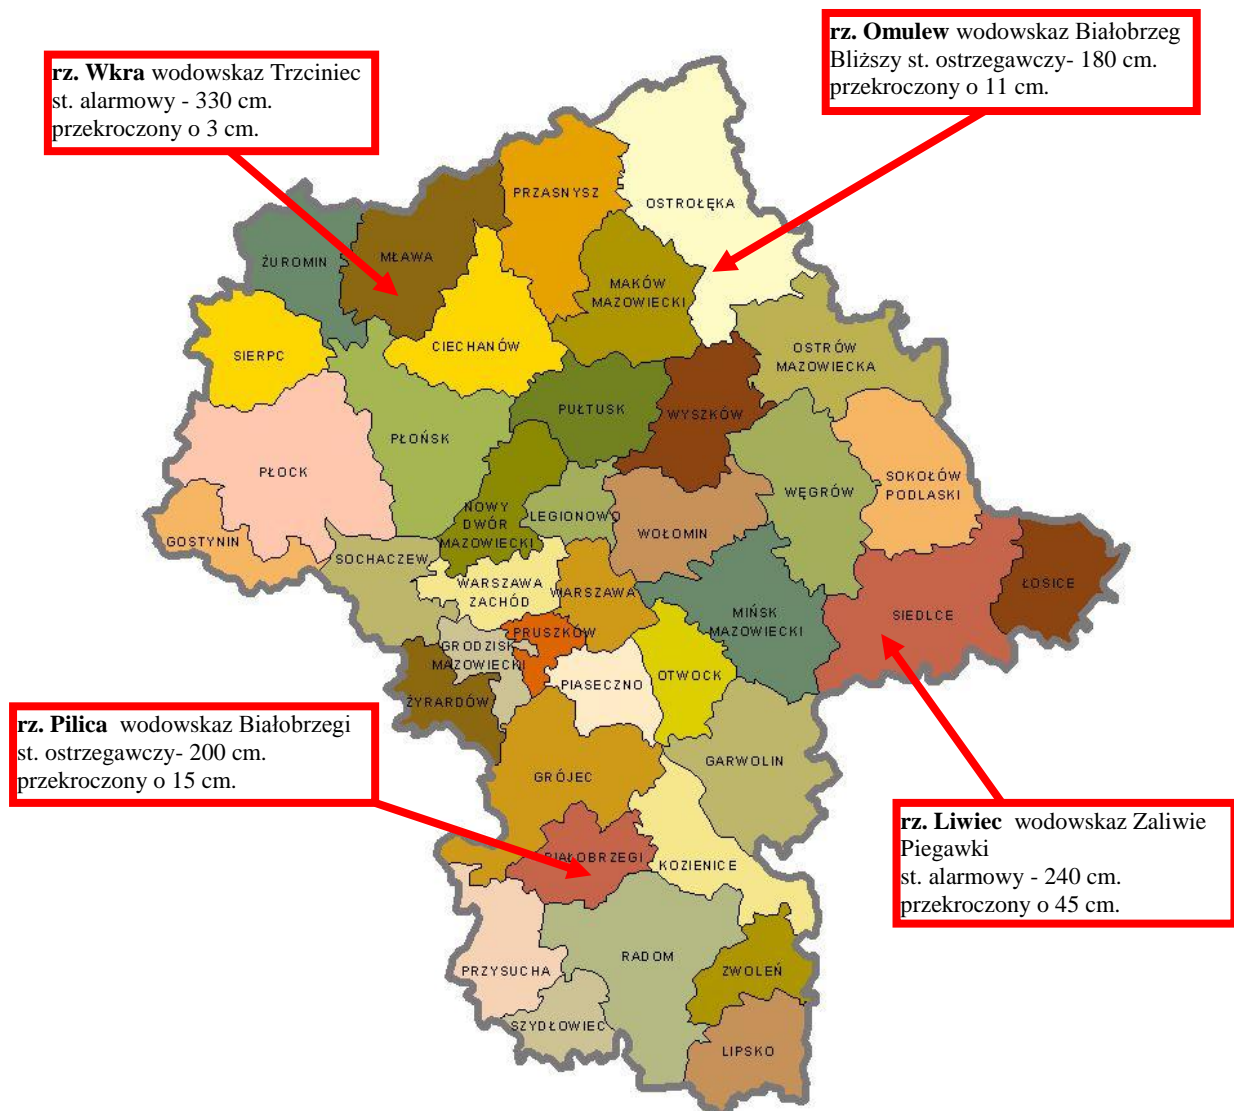 rz. Omulew wodowskaz Białobrzeg
Bliższy st. ostrzegawczy- 180 cm.
przekroczony o 11 cm.
rz. Wkra wodowskaz Trzciniec
st. alarmowy - 330 cm.
przekroczony o 3 cm.
PRZASNYSZ
OSTROŁĘKA
ŻUROMIN
MŁAWA
MAKÓW
MAZOWIECKI
SIERPC
CIECHANÓW
OSTRÓW
MAZOWIECKA
PUŁTUSK
WYSZKÓW
PŁOŃSK
PŁOCK
SOKOŁÓW
PODLASKI
WĘGRÓW
NOWY
DWÓR
MAZOWIECKI
LEGIONOWO
WOŁOMIN
GOSTYNIN
SOCHACZEW
WARSZAWA
ZACHÓD
WARSZAWA
MIŃSK
MAZOWIECKI
SIEDLCE
ŁOSICE
PRUSZKÓW
GRODZISK
MAZOWIECKI
PIASECZNO
OTWOCK
ŻYRARDÓW
rz. Pilica wodowskaz Białobrzegi
st. ostrzegawczy- 200 cm.
przekroczony o 15 cm.
GARWOLIN
GRÓJEC
rz. Liwiec wodowskaz Zaliwie
Piegawki
st. alarmowy - 240 cm.
przekroczony o 45 cm.
BIAŁOBRZEGI
KOZIENICE
RADOM
PRZYSUCHA
ZWOLEŃ
SZYDŁOWIEC
LIPSKO